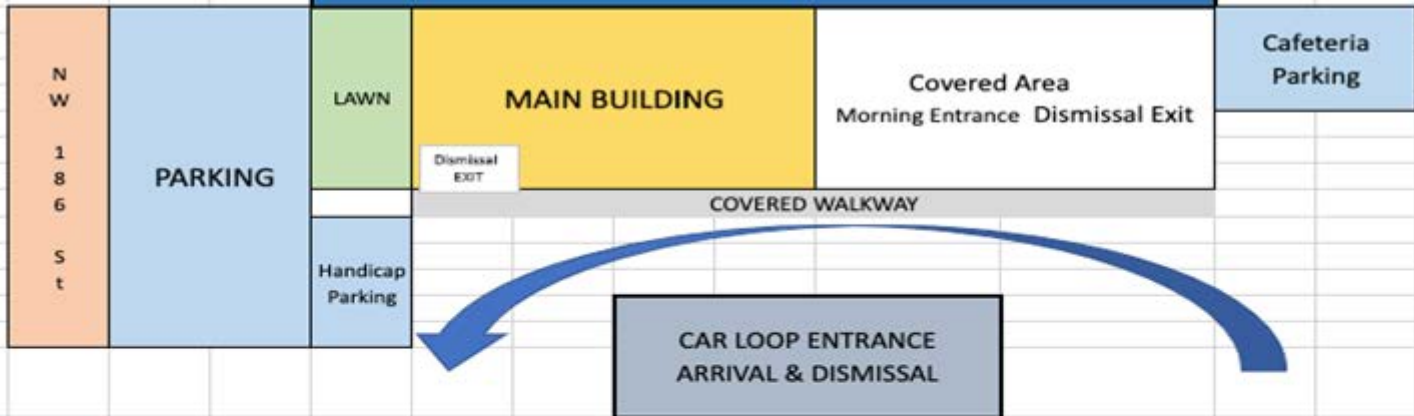 N
W
1
8
6
S
t
PARKING
LAWN
MAIN BUILDING
Dismissal
EXIT
Covered Area
Morning Entrance Dismissal Exit
Cafeteria
Parking
COVERED WALKWAY
Handicap
Parking
CAR LOOP ENTRANCE
ARRIVAL & DISMISSAL